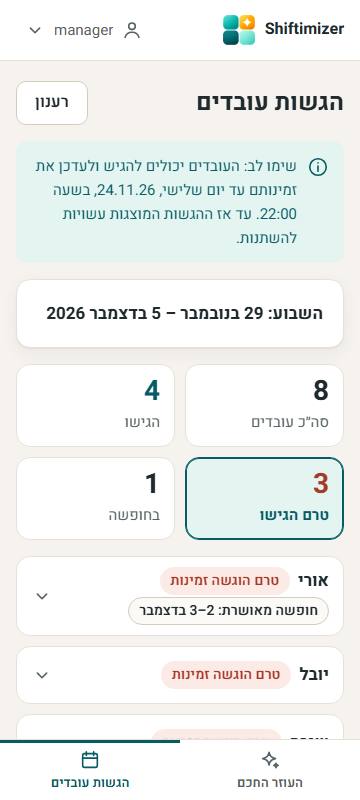 Shiftimizer
manager
הגשות עובדים
רענון
שימו לב: העובדים יכולים להגיש ולעדכן את
זמינותם עד יום שלישי, 24.11.26, בשעה
22:00. עד אז ההגשות המוצגות עשויות
להשתנות.
השבוע: 29 בנובמבר – 5 בדצמבר 2026
8
סה״כ עובדים
4
הגישו
3
טרם הגישו
1
בחופשה
אורי טרם הוגשה זמינות
חופשה מאושרת: 2–3 בדצמבר
יובל טרם הוגשה זמינות
העוזר החכם
הגשות עובדים